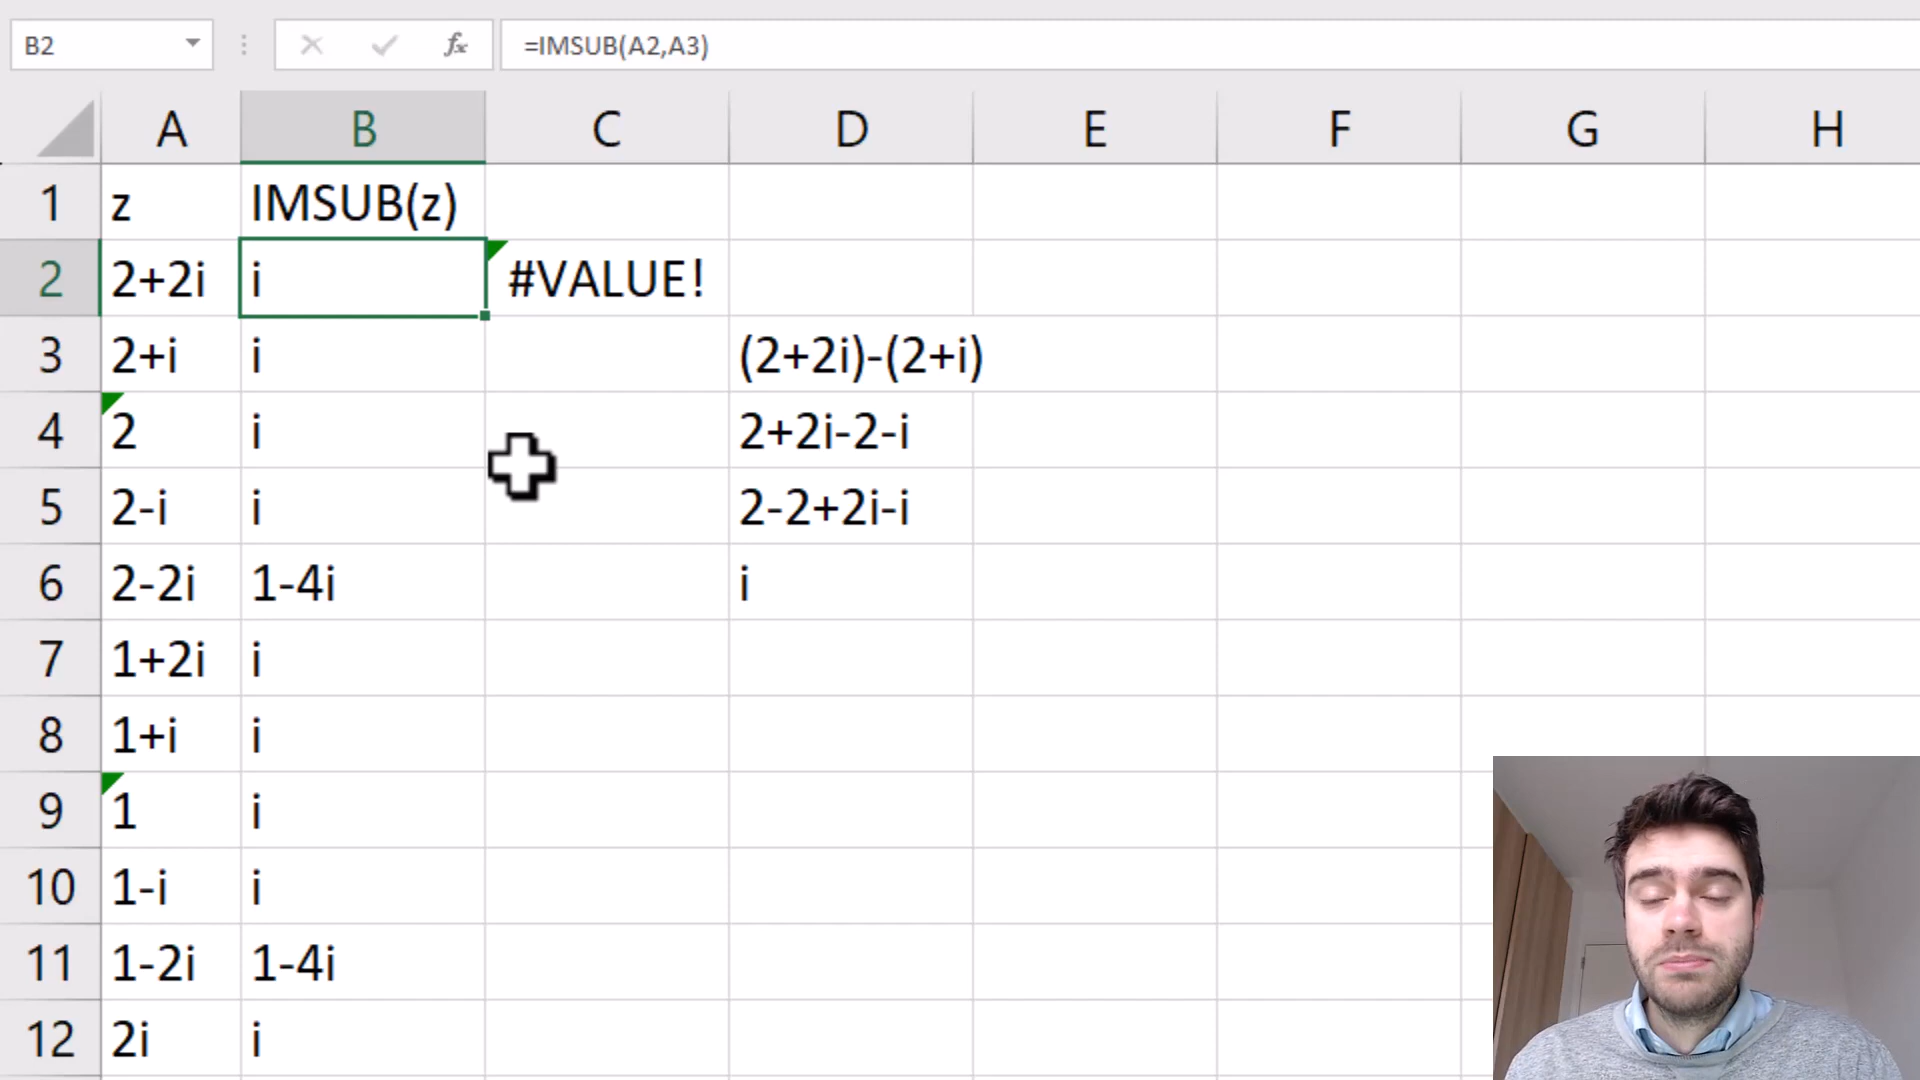 B2 fx =IMSUB(A2,A3)
A B C D E F G H
1 z IMSUB(z)
2 2+2i i #VALUE!
3 2+i i (2+2i)-(2+i)
4 2 i 2+2i-2-i
5 2-i i 2-2+2i-i
6 2-2i 1-4i i
7 1+2i i
8 1+i i
9 1 i
10 1-i i
11 1-2i 1-4i
12 2i i